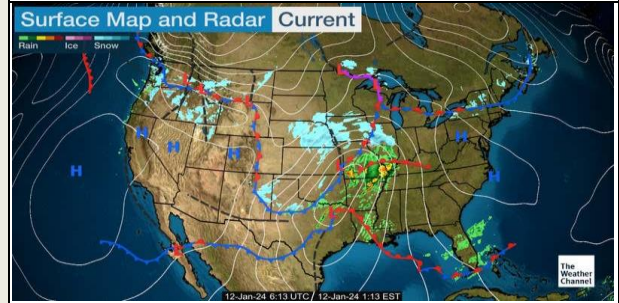 Surface Map and Radar Current
Rain Ice Snow
H
H
H
H
H
H
L
The
Weather
Channel
12-Jan-24 6:13 UTC / 12-Jan-24 1:13 EST